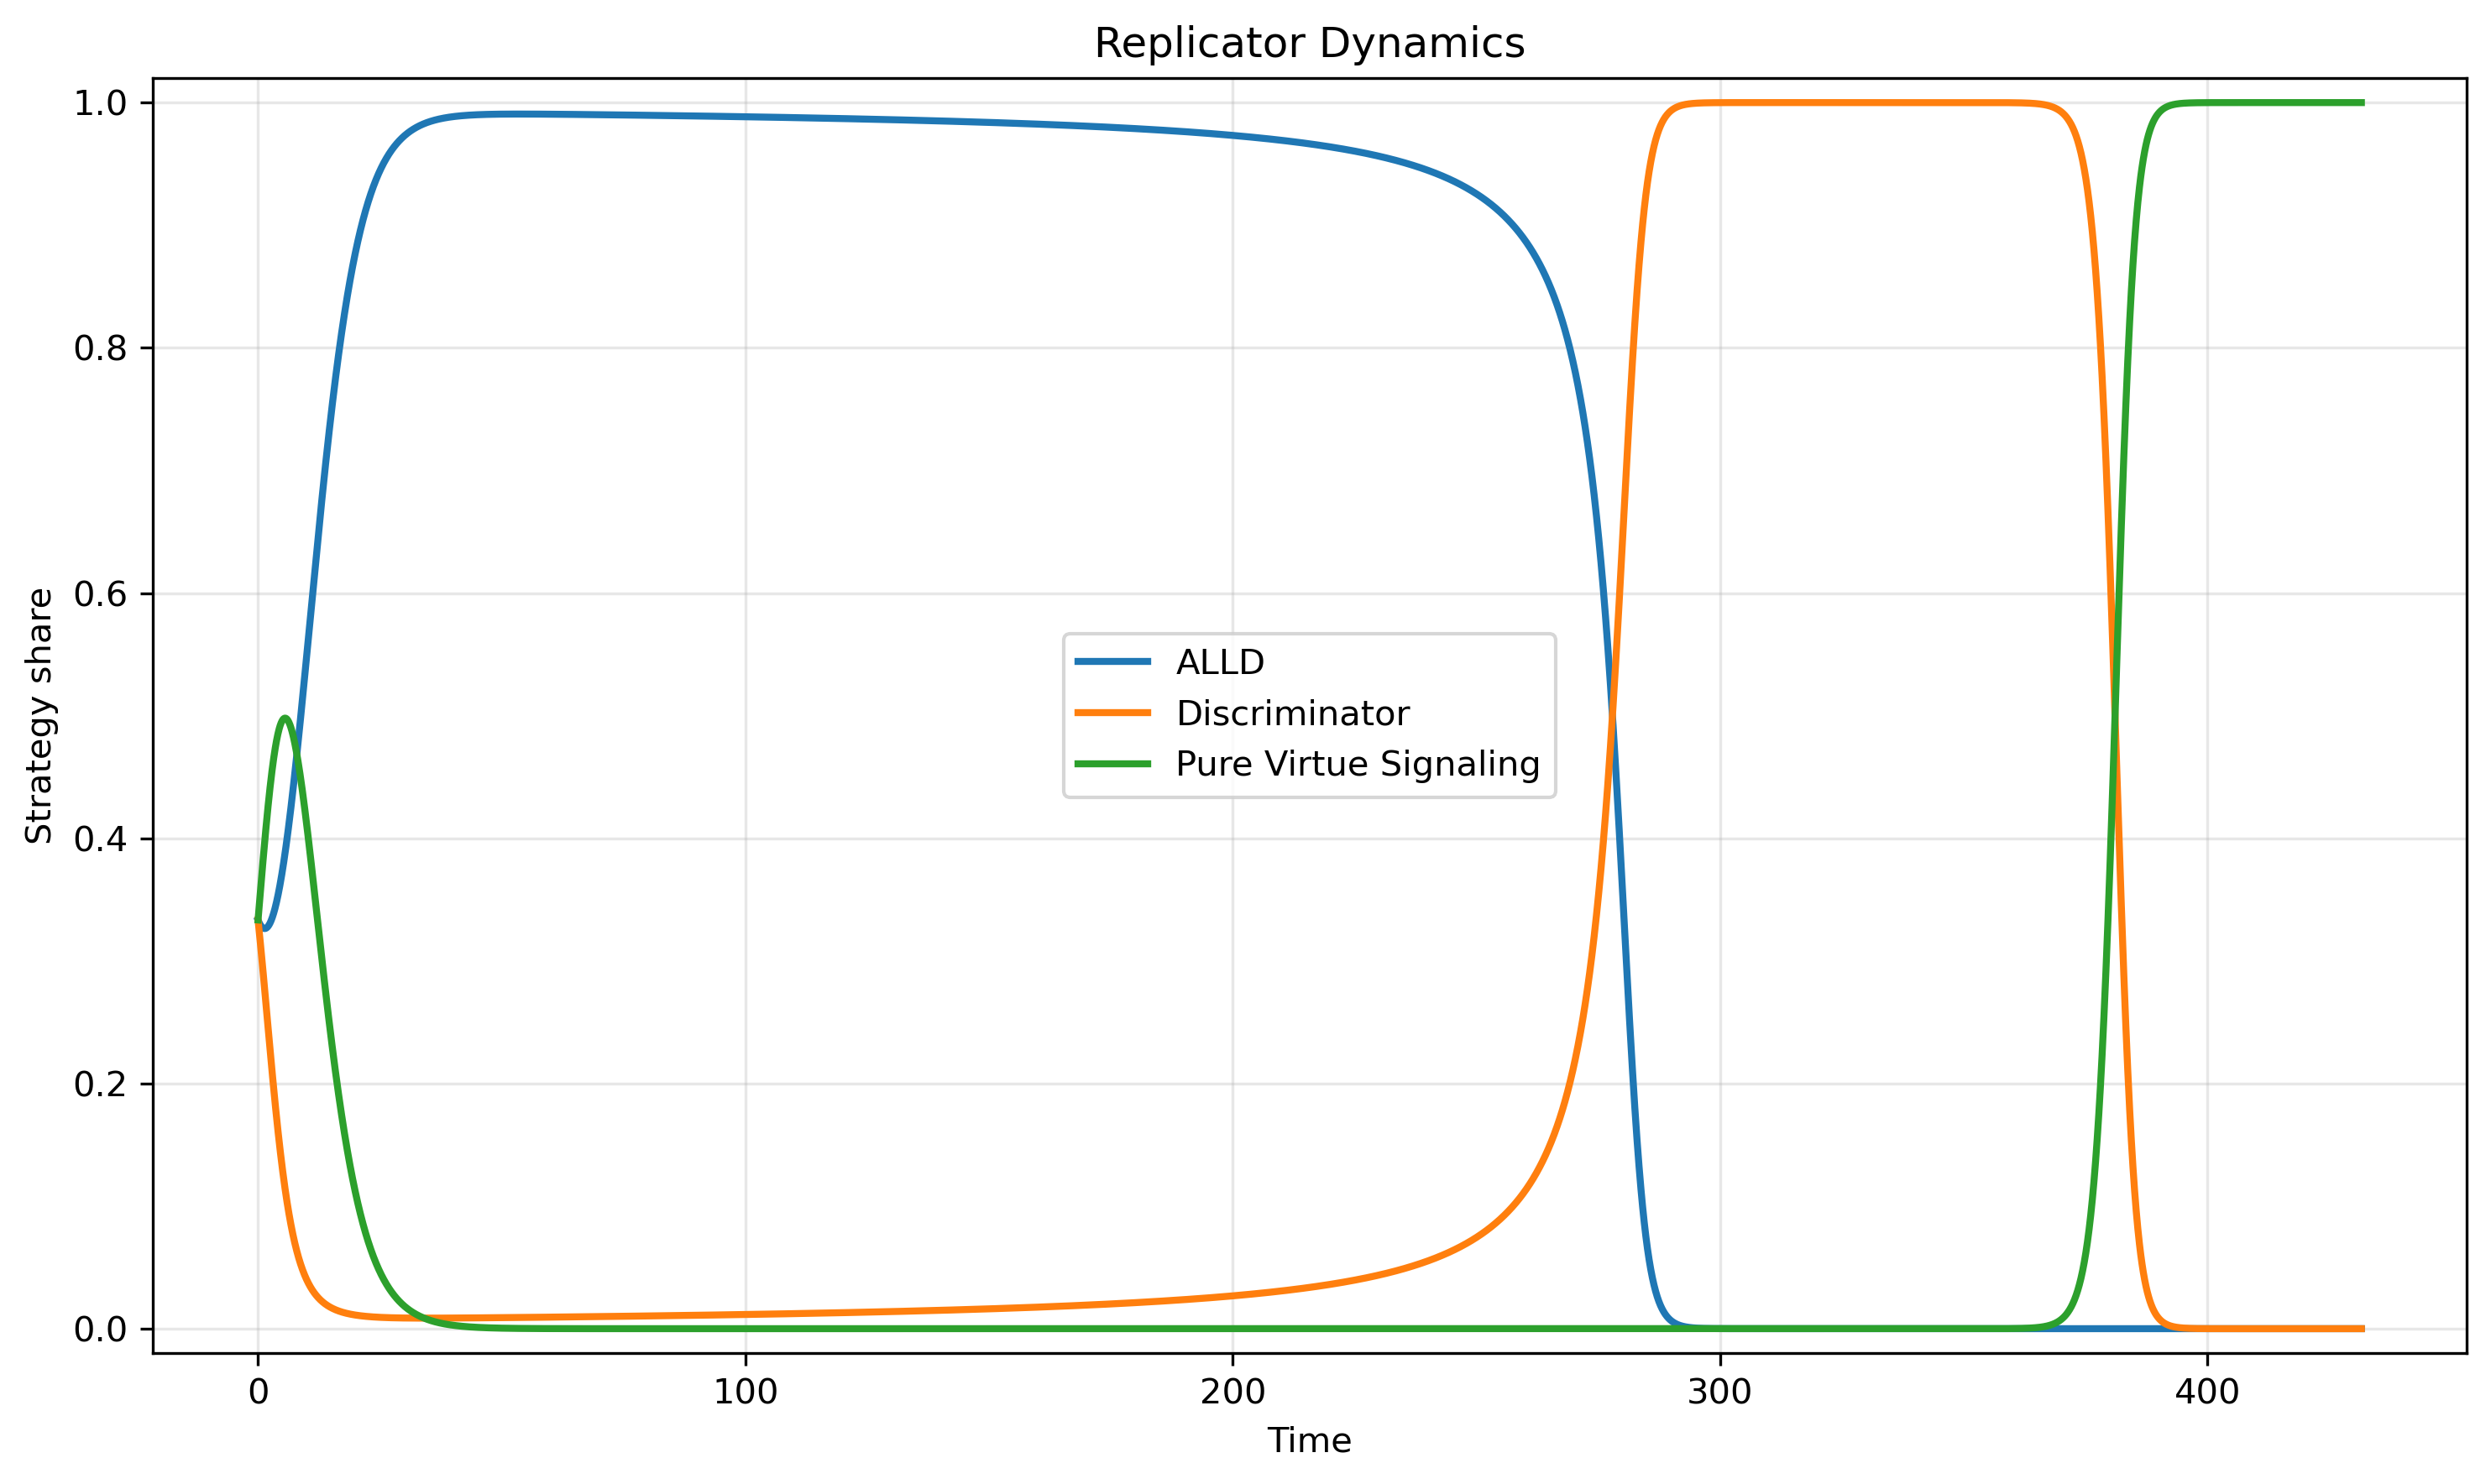 Replicator Dynamics
1.0
0.8
0.6
0.4
0.2
0.0
Strategy share
ALLD
Discriminator
Pure Virtue Signaling
0 100 200 300 400
Time